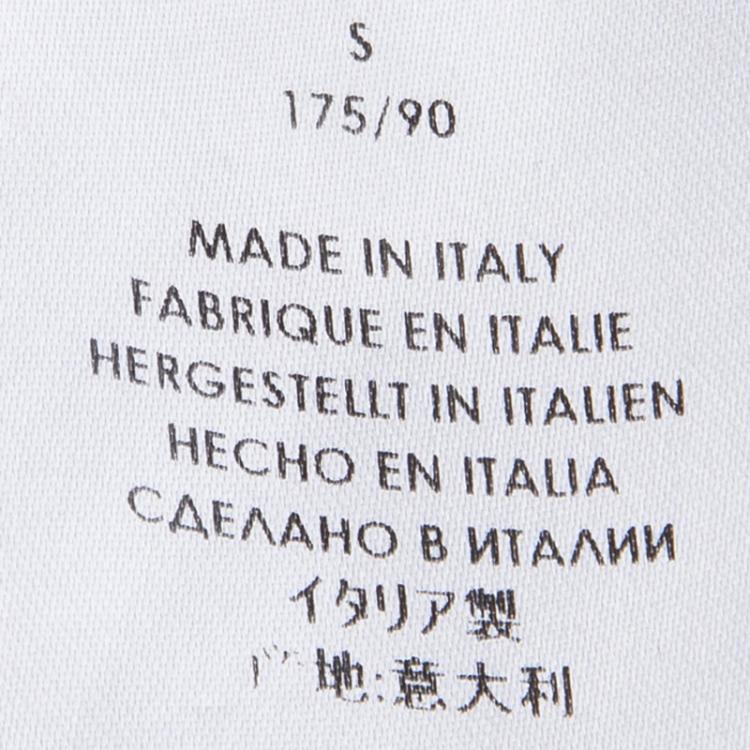 S
175/90
MADE IN ITALY
FABRIQUE EN ITALIE
HERGESTELLT IN ITALIEN
HECHO EN ITALIA
СДЕЛАНО В ИТАЛИИ
イタリア製
地:意大利